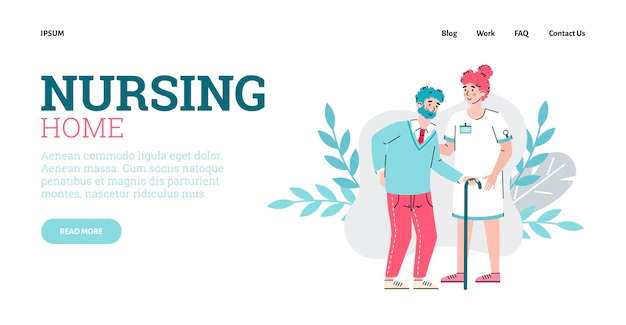 IPSUM
Blog Work FAQ Contact Us
NURSING
HOME
Aenean commodo ligula eget dolor.
Aenean massa. Cum sociis natoque
penatibus et magnis dis parturient
montes, nascetur ridiculus mus.
READ MORE